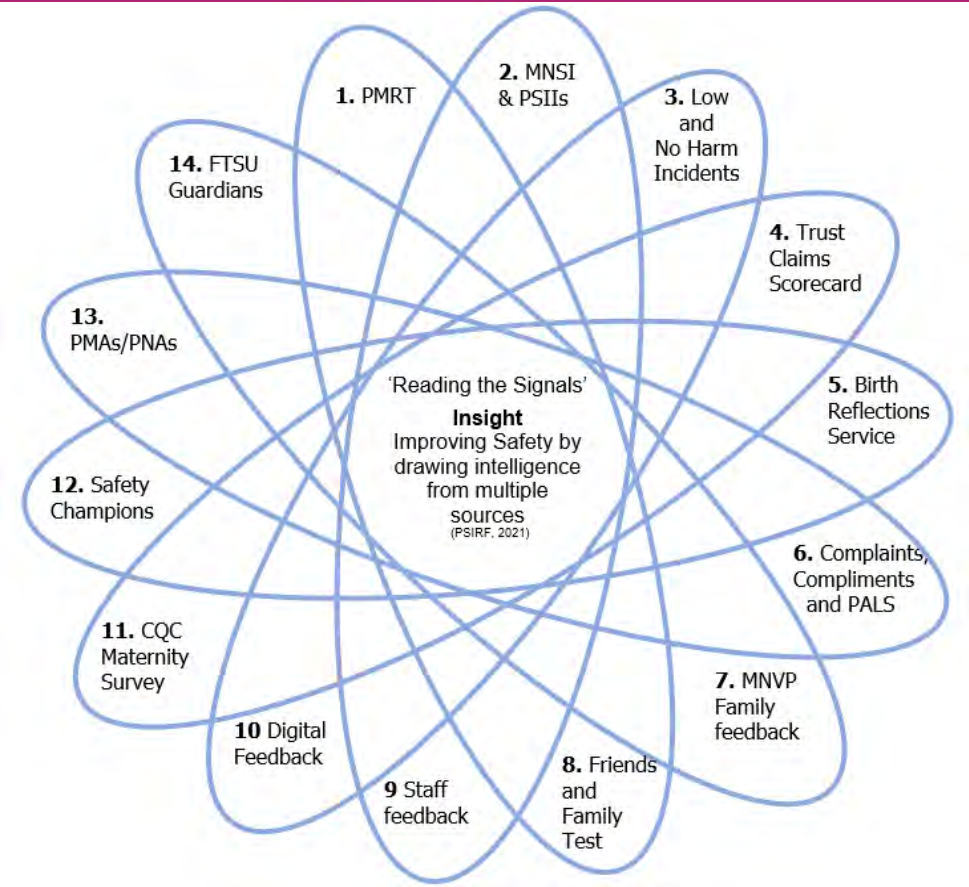 1. PMRT
2. MNSI
& PSIIs
3. Low
and
No Harm
Incidents
4. Trust
Claims
Scorecard
5. Birth
Reflections
Service
6. Complaints,
Compliments
and PALS
7. MNVP
Family
feedback
8. Friends
and
Family
Test
9 Staff
feedback
10 Digital
Feedback
11. CQC
Maternity
Survey
12. Safety
Champions
13.
PMAs/PNAs
14. FTSU
Guardians
‘Reading the Signals’
Insight
Improving Safety by
drawing intelligence
from multiple
sources
(PSIRF, 2021)